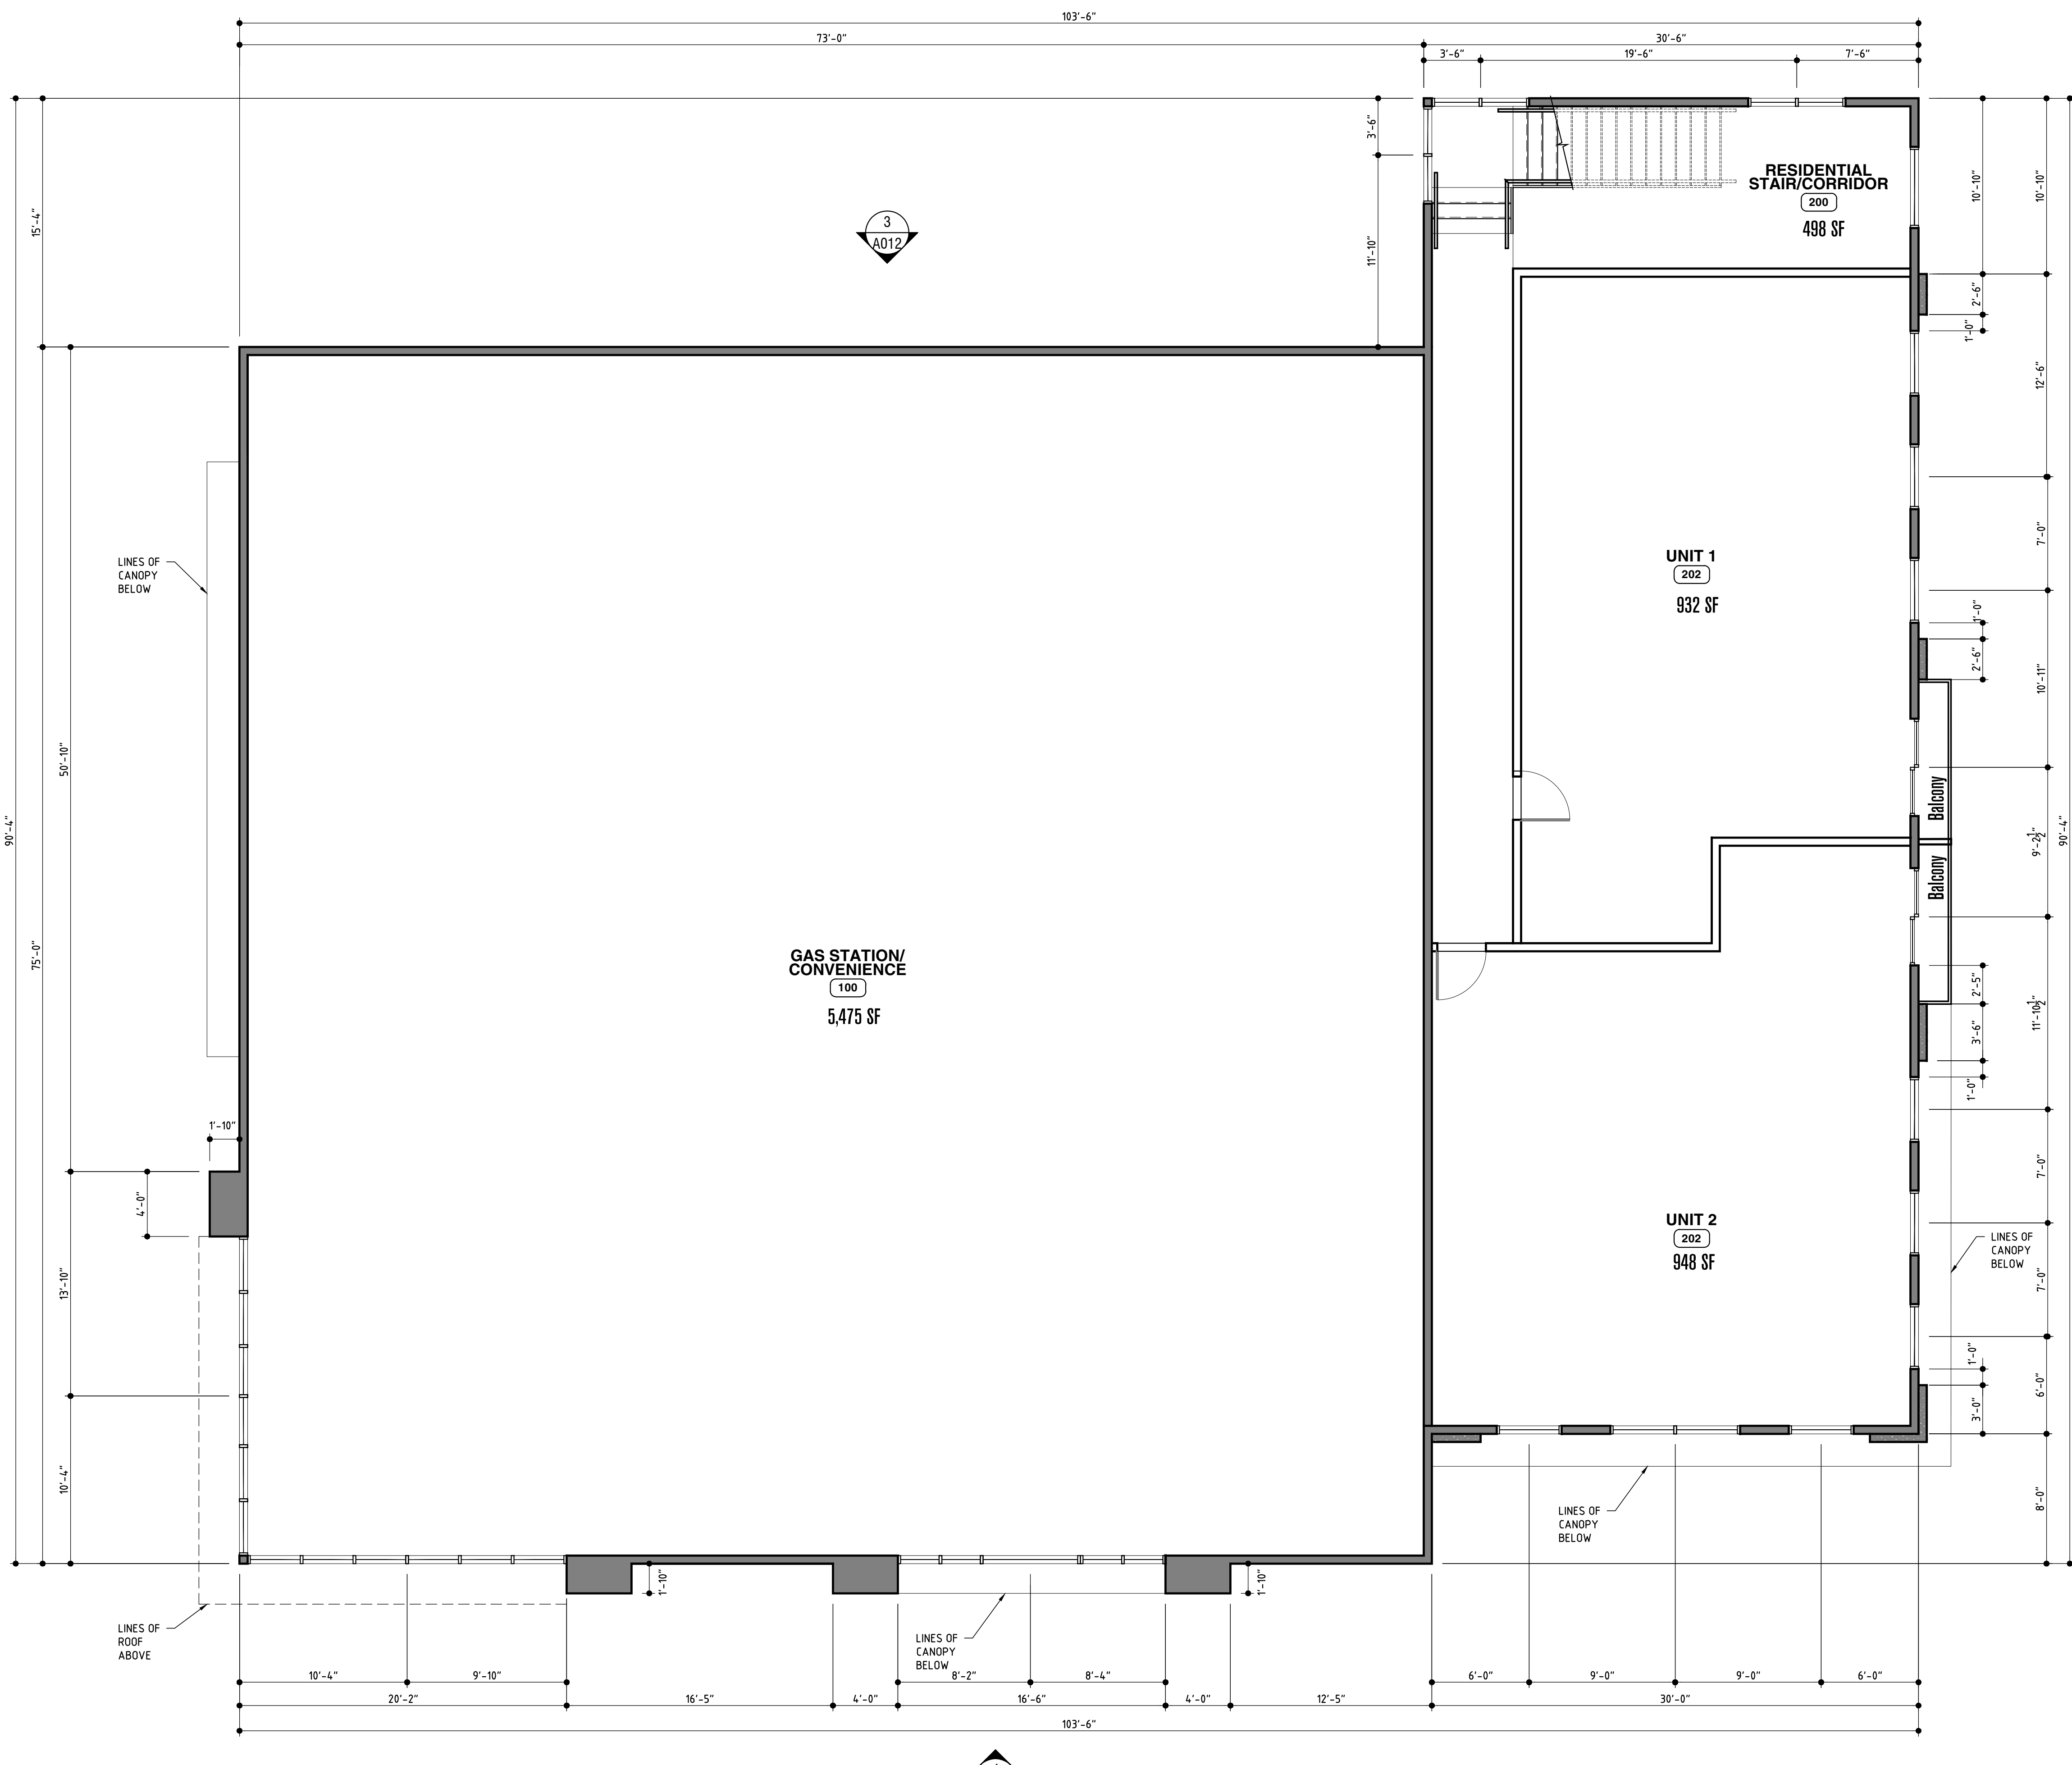 103'-6"
73'-0"
30'-6"
3'-6"
19'-6"
7'-6"
15'-4"
3'-6"
11'-10"
3
A012
RESIDENTIAL
STAIR/CORRIDOR
200
498 SF
10'-10"
10'-10"
2'-6"
1'-0"
12'-6"
LINES OF
CANOPY
BELOW
UNIT 1
202
932 SF
7'-0"
1'-0"
2'-6"
10'-11"
50'-10"
90'-4"
75'-0"
Balcony
Balcony
9'-2 1/2"
90'-4"
GAS STATION/
CONVENIENCE
100
5,475 SF
2'-5"
3'-6"
11'-10 1/2"
1'-0"
1'-10"
4'-0"
7'-0"
UNIT 2
202
948 SF
LINES OF
CANOPY
BELOW
13'-10"
7'-0"
1'-0"
3'-0"
6'-0"
10'-4"
8'-0"
LINES OF
CANOPY
BELOW
1'-10"
1'-10"
LINES OF
ROOF
ABOVE
LINES OF
CANOPY
BELOW
10'-4"
9'-10"
8'-2"
8'-4"
6'-0"
9'-0"
9'-0"
6'-0"
20'-2"
16'-5"
4'-0"
16'-6"
4'-0"
12'-5"
30'-0"
103'-6"